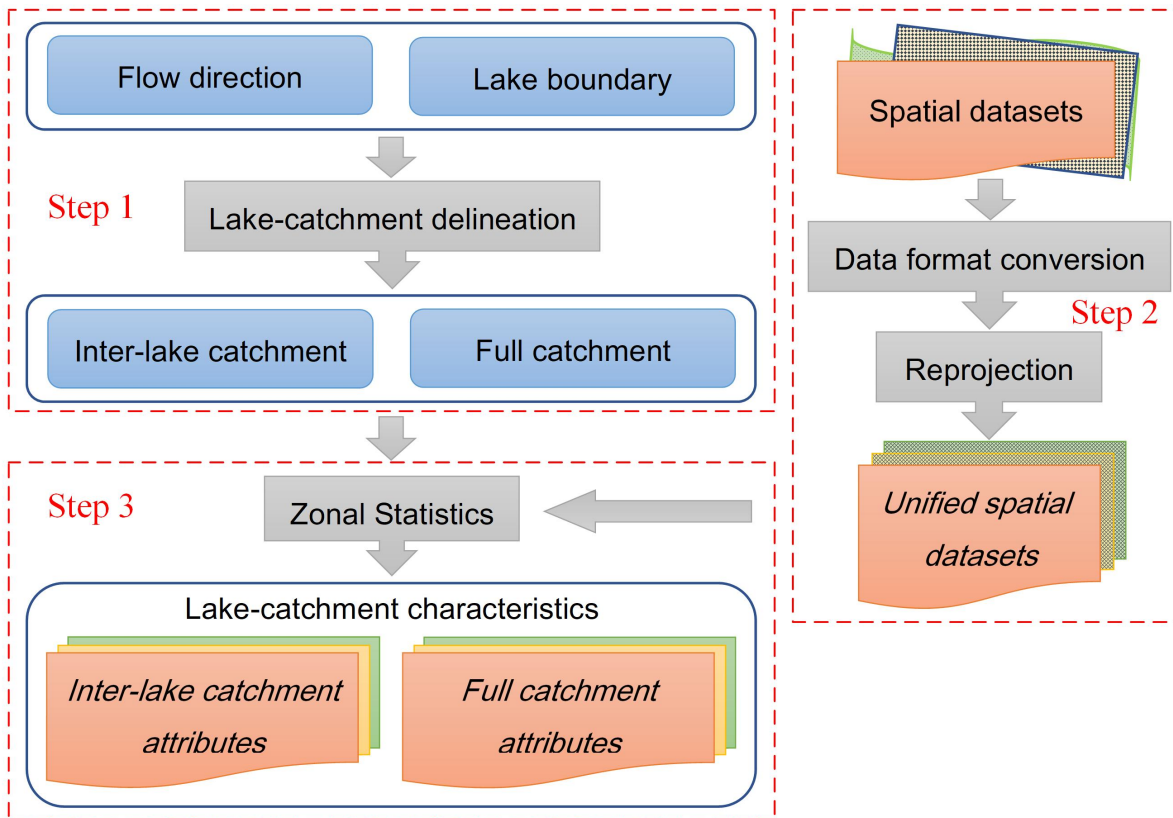 Flow direction
Lake boundary
Step 1
Lake-catchment delineation
Inter-lake catchment
Full catchment
Spatial datasets
Data format conversion
Step 2
Reprojection
Unified spatial
datasets
Step 3
Zonal Statistics
Lake-catchment characteristics
Inter-lake catchment
attributes
Full catchment
attributes